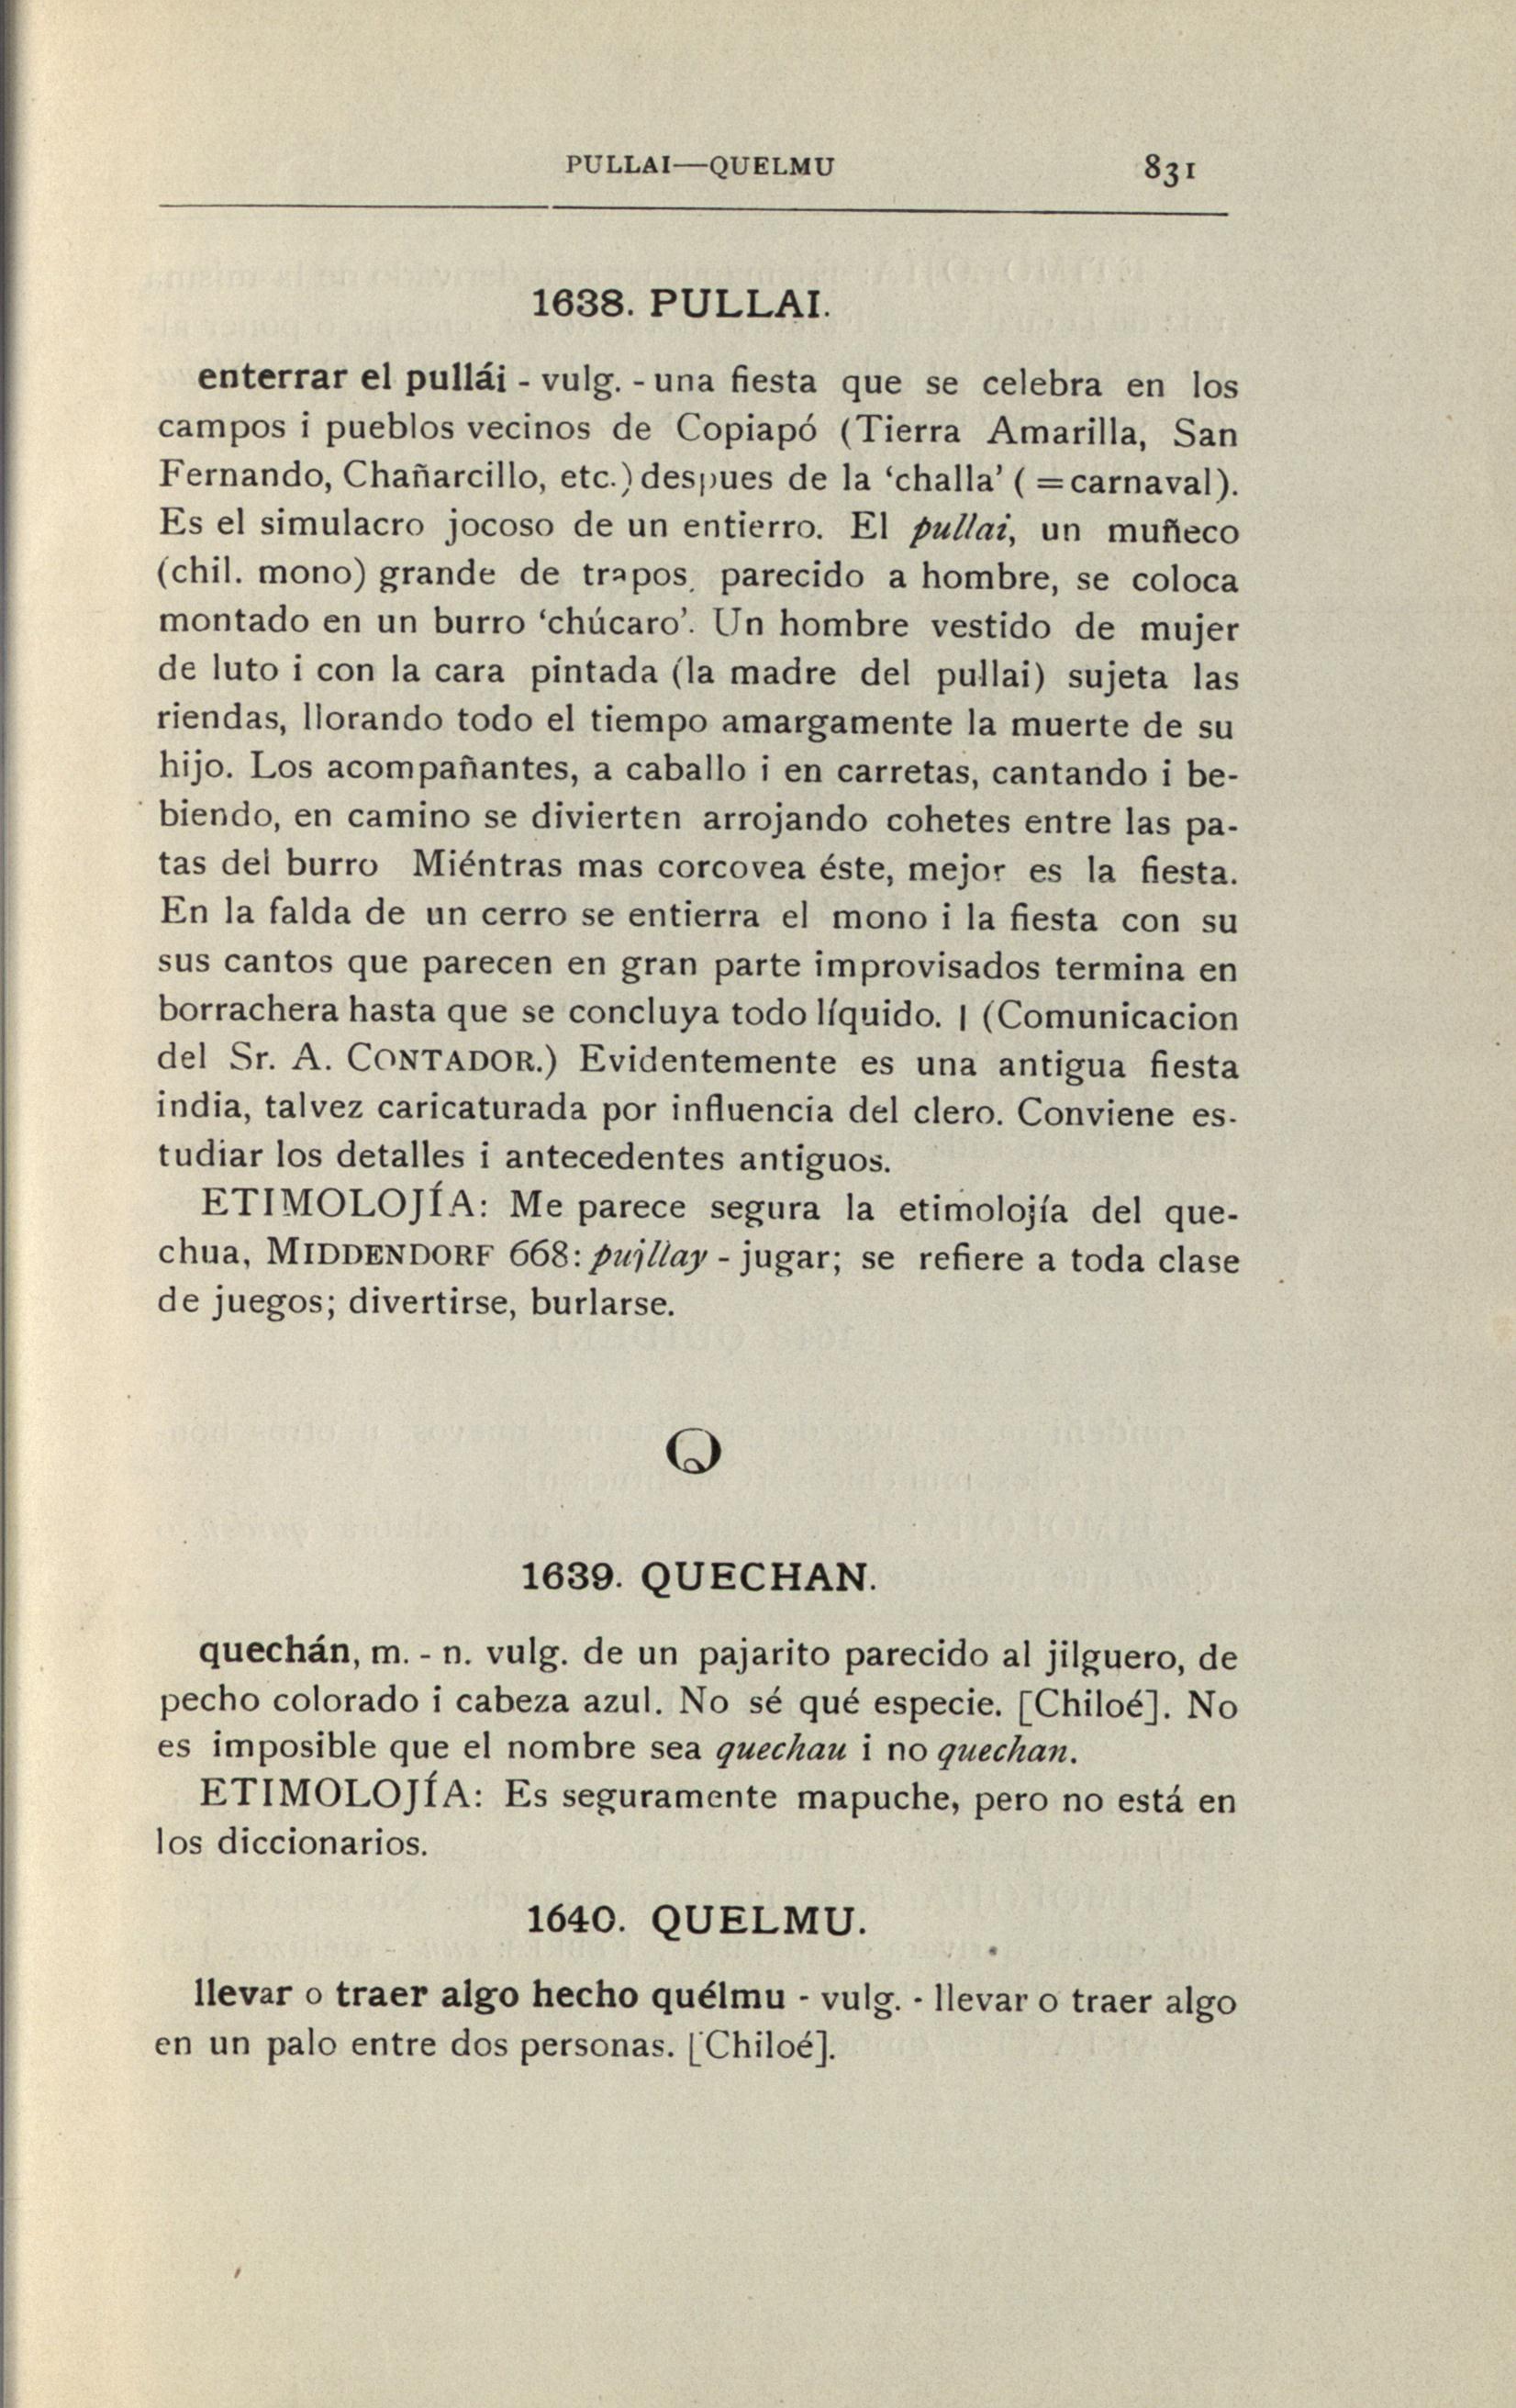 PULLAI—QUELMU 831
1638. PULLAI.
enterrar el pullái - vulg. - una fiesta que se celebra en los
campos i pueblos vecinos de Copiapó (Tierra Amarilla, San
Fernando, Chañarcillo, etc.) despues de la ‘challa’ ( =carnaval).
Es el simulacro jocoso de un entierro. El pullai, un muñeco
(chil. mono) grande de trapos, parecido a hombre, se coloca
montado en un burro ‘chúcaro’. Un hombre vestido de mujer
de luto i con la cara pintada (la madre del pullai) sujeta las
riendas, llorando todo el tiempo amargamente la muerte de su
hijo. Los acompañantes, a caballo i en carretas, cantando i be-
biendo, en camino se divierten arrojando cohetes entre las pa-
tas del burro Miéntras mas corcovea éste, mejor es la fiesta.
En la falda de un cerro se entierra el mono i la fiesta con su
sus cantos que parecen en gran parte improvisados termina en
borrachera hasta que se concluya todo líquido. | (Comunicacion
del Sr. A. CONTADOR.) Evidentemente es una antigua fiesta
india, talvez caricaturada por influencia del clero. Conviene es-
tudiar los detalles i antecedentes antiguos.
ETIMOLOJÍA: Me parece segura la etimolojía del que-
chua, MIDDENDORF 668: pujllay - jugar; se refiere a toda clase
de juegos; divertirse, burlarse.
Q
1639. QUECHAN.
quechán, m. - n. vulg. de un pajarito parecido al jilguero, de
pecho colorado i cabeza azul. No sé qué especie. [Chiloé]. No
es imposible que el nombre sea quechau i no quechan.
ETIMOLOJÍA: Es seguramente mapuche, pero no está en
los diccionarios.
1640. QUELMU.
llevar o traer algo hecho quélmu - vulg. - llevar o traer algo
en un palo entre dos personas. [Chiloé].